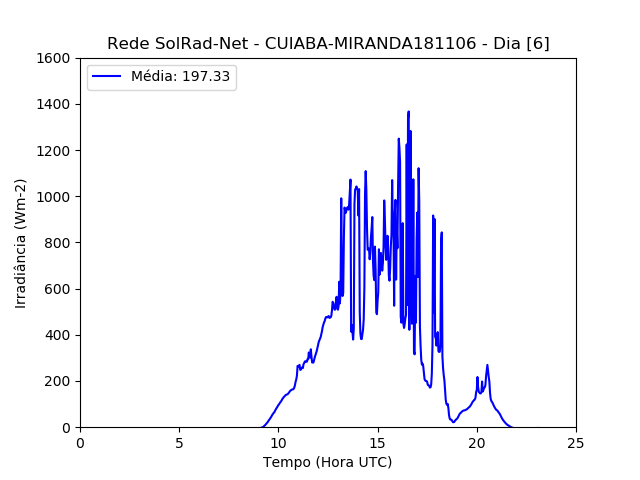 Rede SolRad-Net - CUIABA-MIRANDA181106 - Dia [6]
Média: 197.33
1600
1400
1200
1000
800
600
400
200
0
Irradiância (Wm-2)
0 5 10 15 20 25
Tempo (Hora UTC)